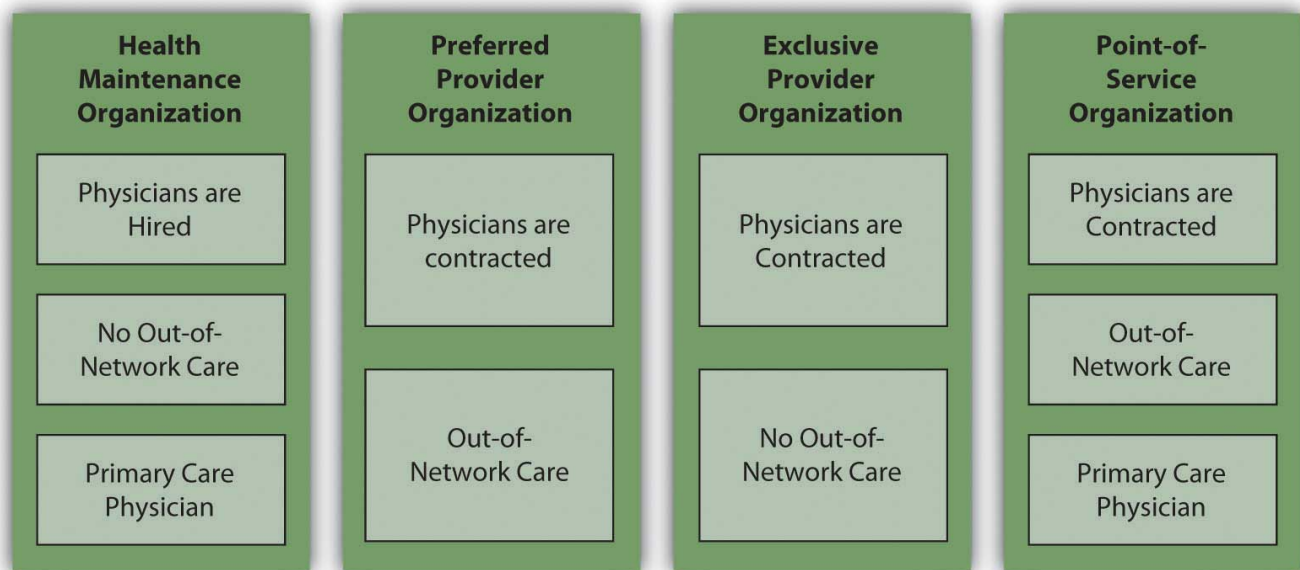 Health
Maintenance
Organization
Physicians are
Hired
No Out-of-
Network Care
Primary Care
Physician
Preferred
Provider
Organization
Physicians are
contracted
Out-of-
Network Care
Exclusive
Provider
Organization
Physicians are
Contracted
No Out-of-
Network Care
Point-of-
Service
Organization
Physicians are
Contracted
Out-of-
Network Care
Primary Care
Physician